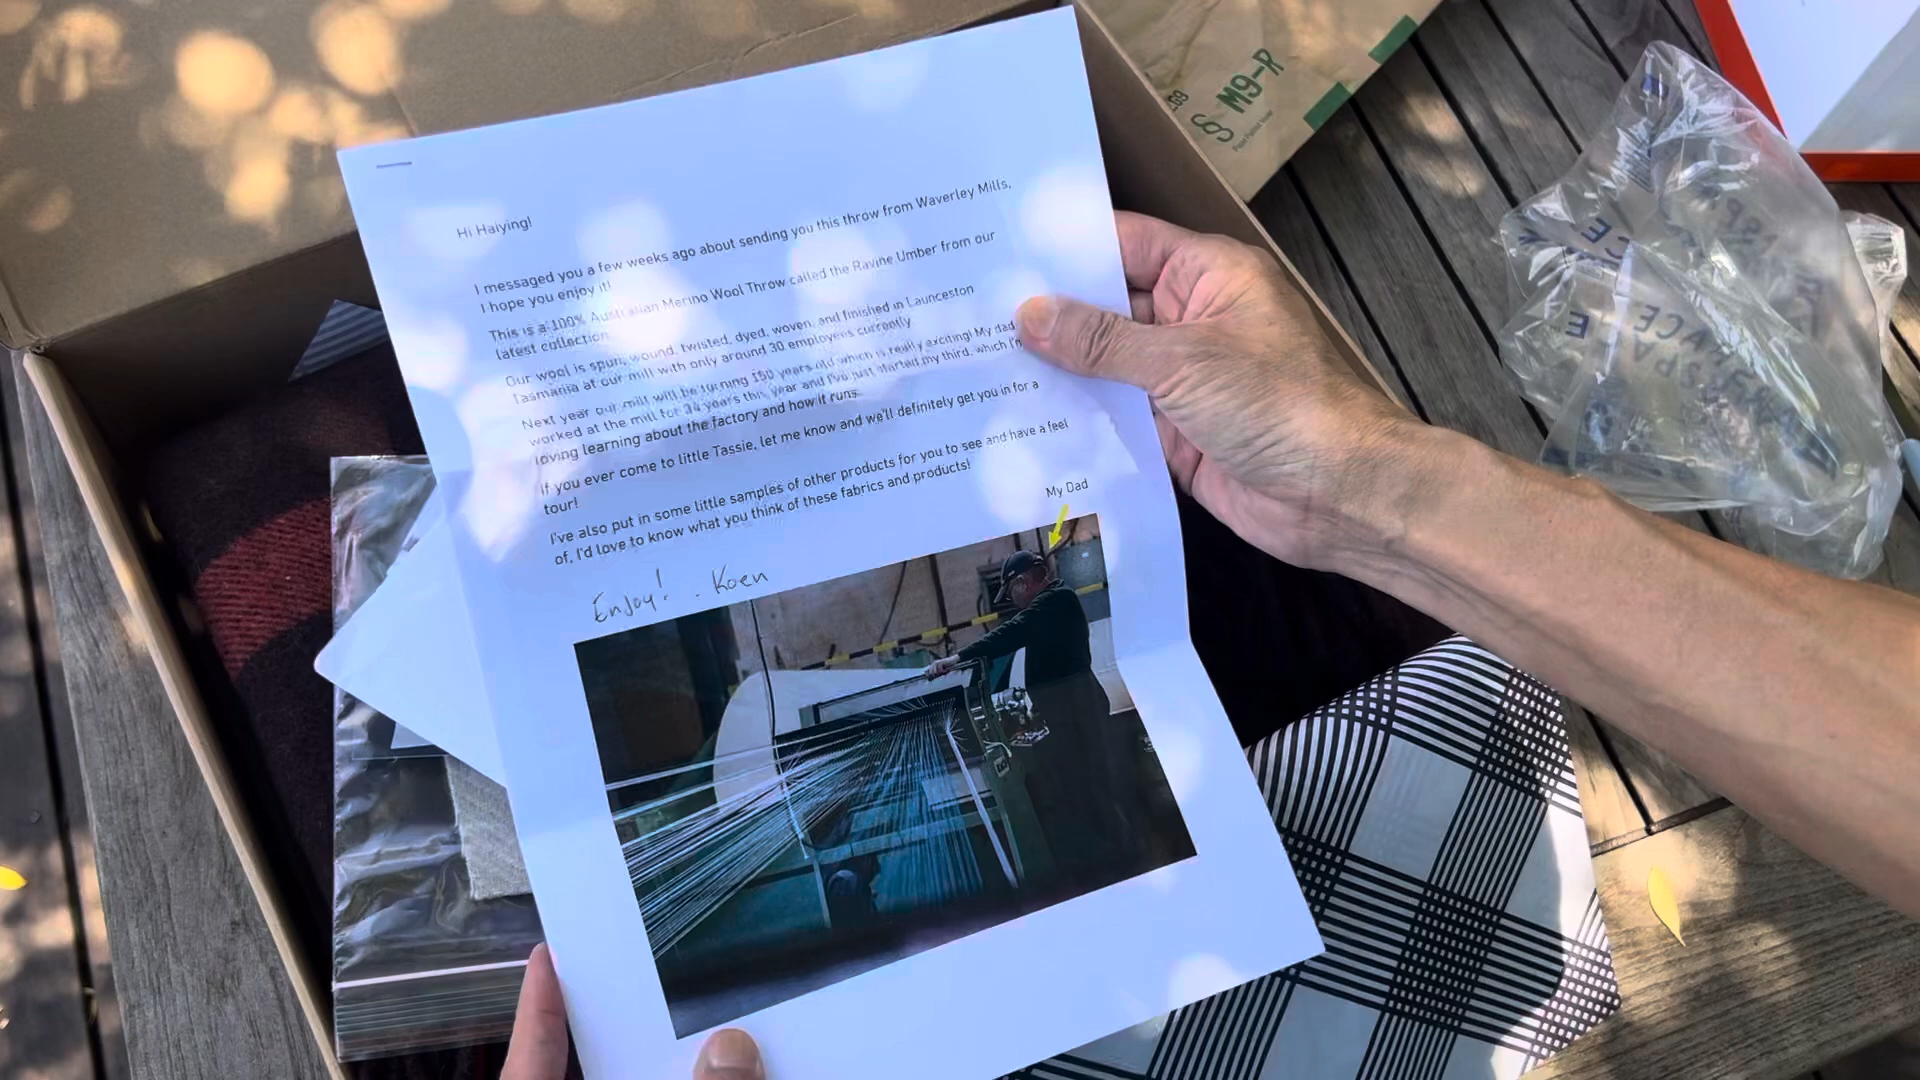 Hi Haiying!
I messaged you a few weeks ago about sending you this throw from Waverley Mills,
I hope you enjoy it!
This is a 100% Australian Merino Wool Throw called the Ravine Umber from our
latest collection.
Our wool is spun, wound, twisted, dyed, woven, and finished in Launceston
Tasmania at our mill with only around 30 employees currently
Next year our mill will be turning 150 years old which is really exciting! My dad
worked at the mill for 34 years this year and I've just started my third, which I'm
loving learning about the factory and how it runs
If you ever come to little Tassie, let me know and we'll definitely get you in for a
tour!
I've also put in some little samples of other products for you to see and have a feel
of, I'd love to know what you think of these fabrics and products!
My Dad
Enjoy! . Koen
§ M9-R